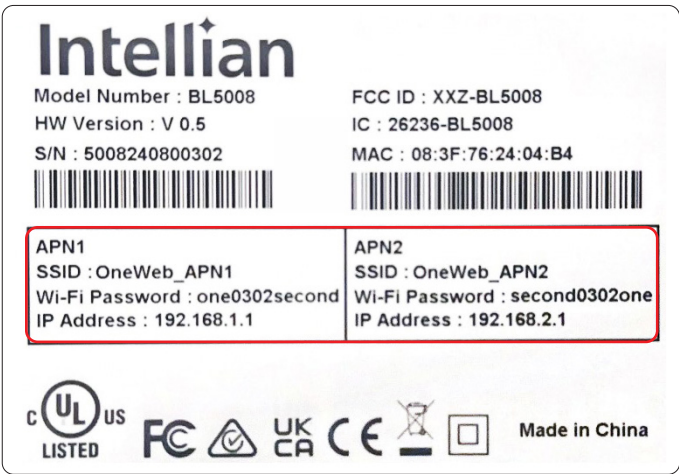 Intellian
Model Number : BL5008
HW Version : V 0.5
S/N : 5008240800302
FCC ID : XXZ-BL5008
IC : 26236-BL5008
MAC : 08:3F:76:24:04:B4
APN1
SSID : OneWeb_APN1
Wi-Fi Password : one0302second
IP Address : 192.168.1.1
APN2
SSID : OneWeb_APN2
Wi-Fi Password : second0302one
IP Address : 192.168.2.1
C UL US
LISTED
FC
UK
CA
CE
Made in China